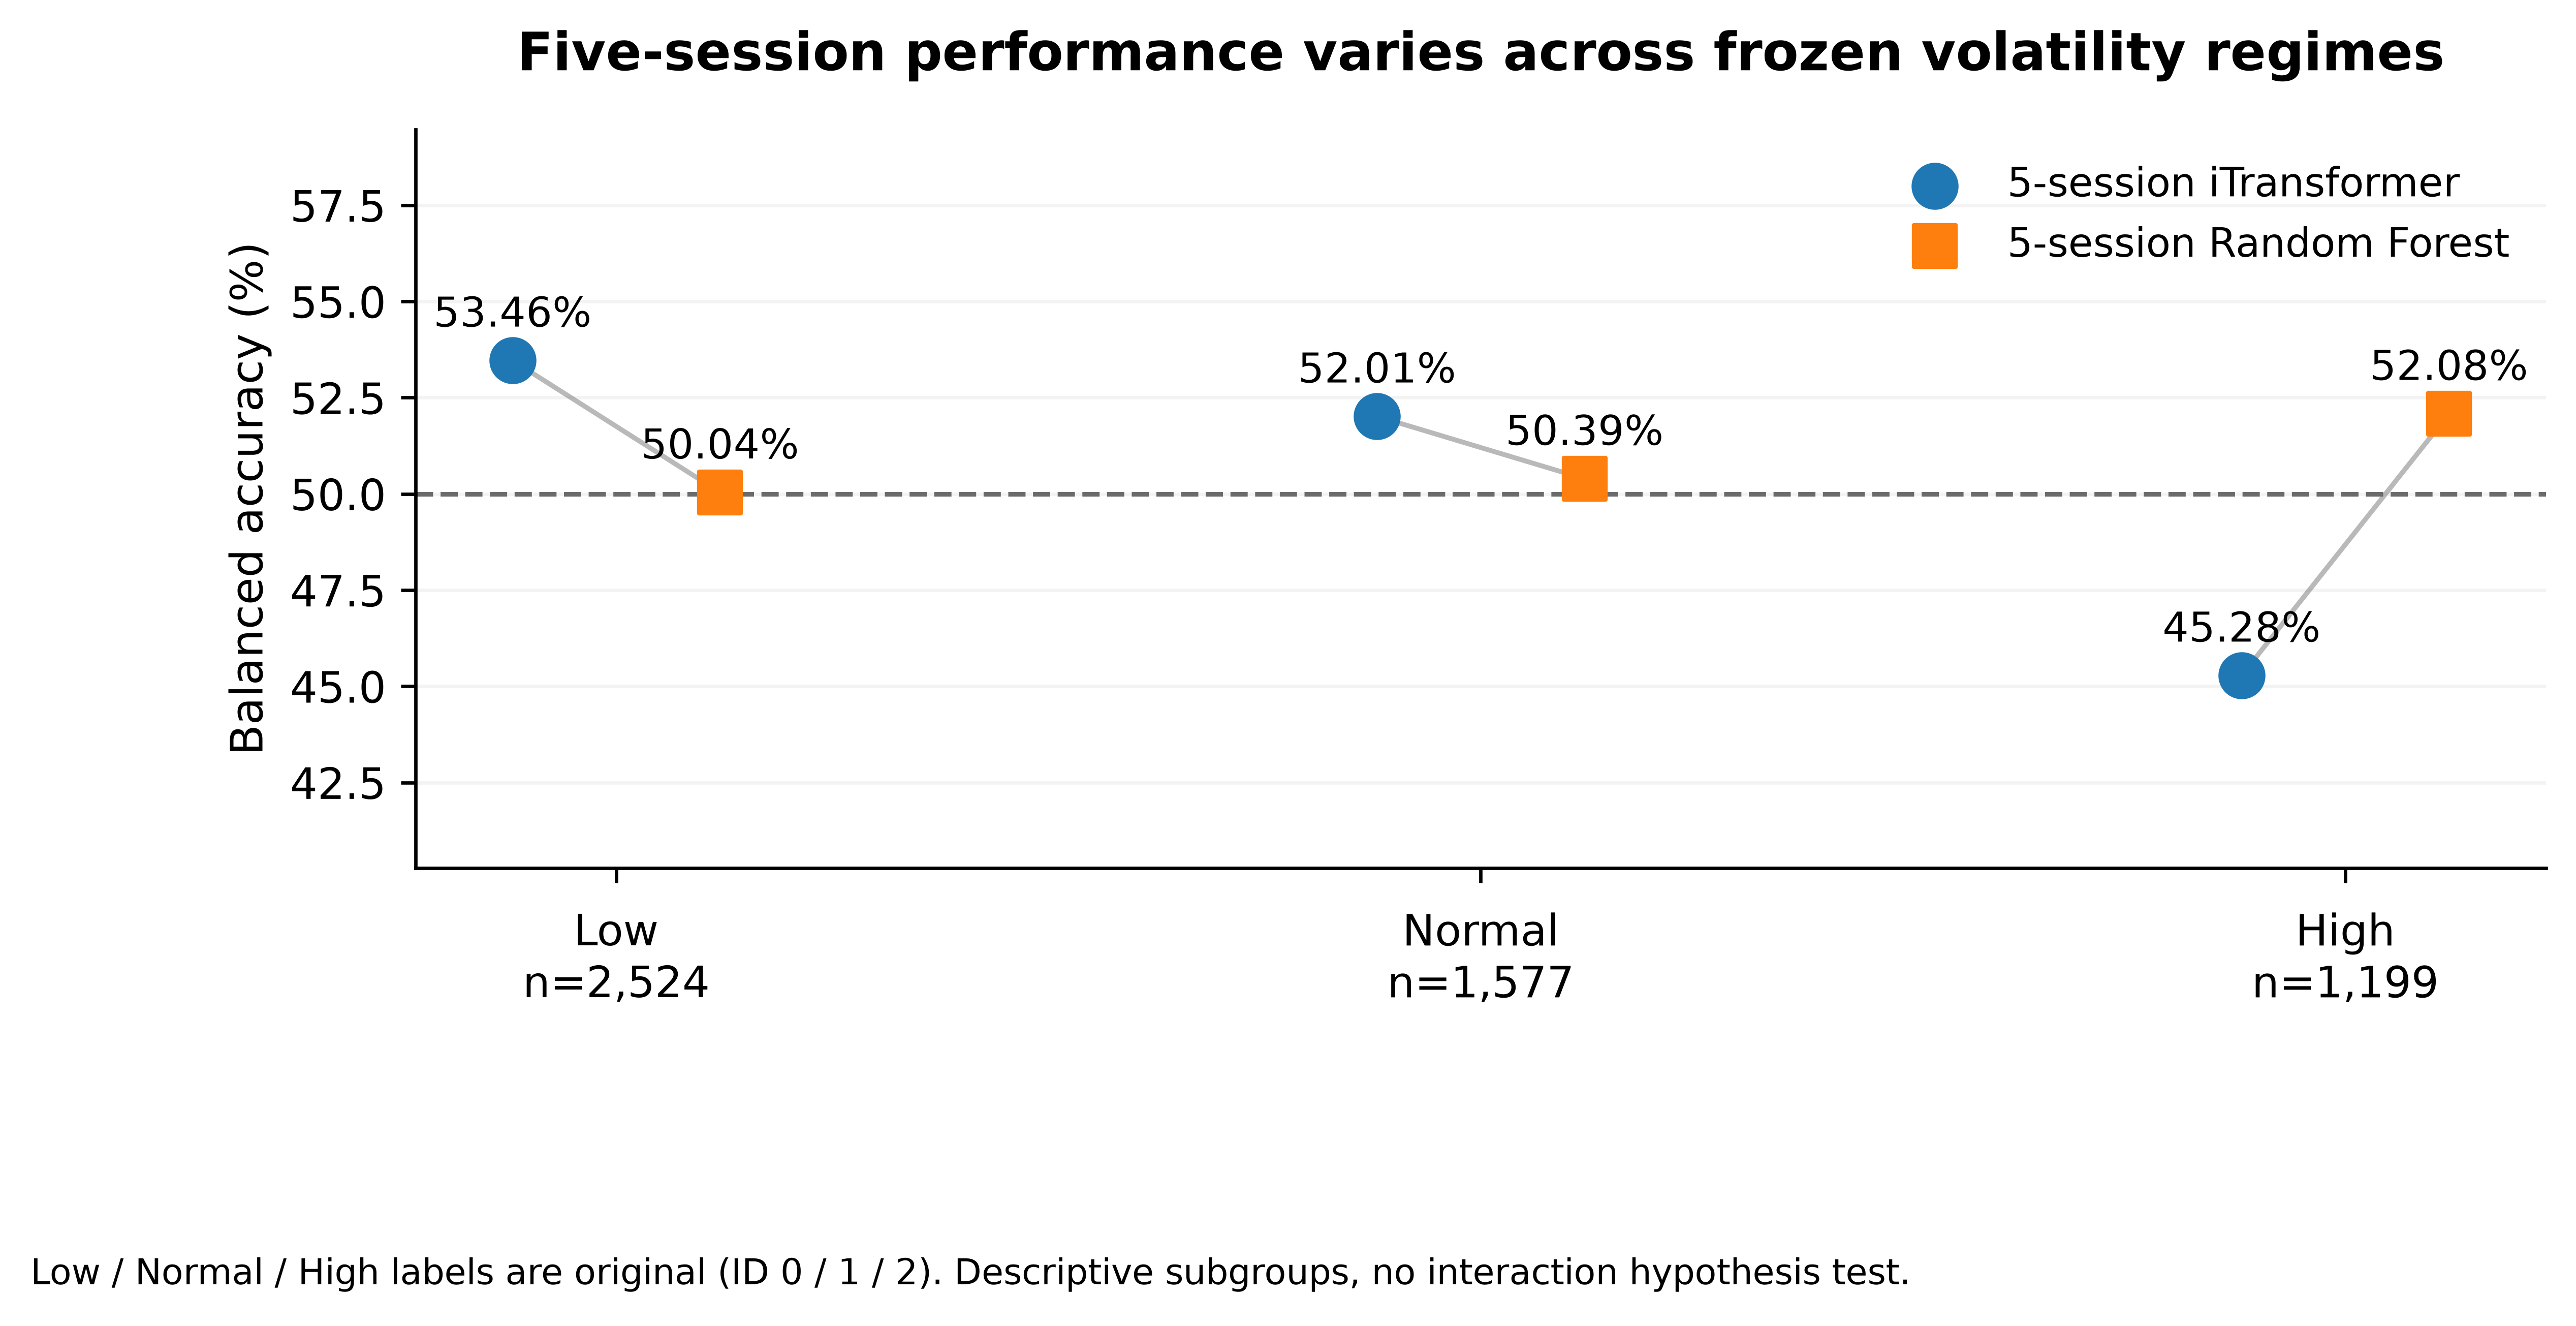 Five-session performance varies across frozen volatility regimes
5-session iTransformer
5-session Random Forest
Balanced accuracy (%)
57.5
55.0
52.5
50.0
47.5
45.0
42.5
53.46%
50.04%
52.01%
50.39%
45.28%
52.08%
Low
n=2,524
Normal
n=1,577
High
n=1,199
Low / Normal / High labels are original (ID 0 / 1 / 2). Descriptive subgroups, no interaction hypothesis test.